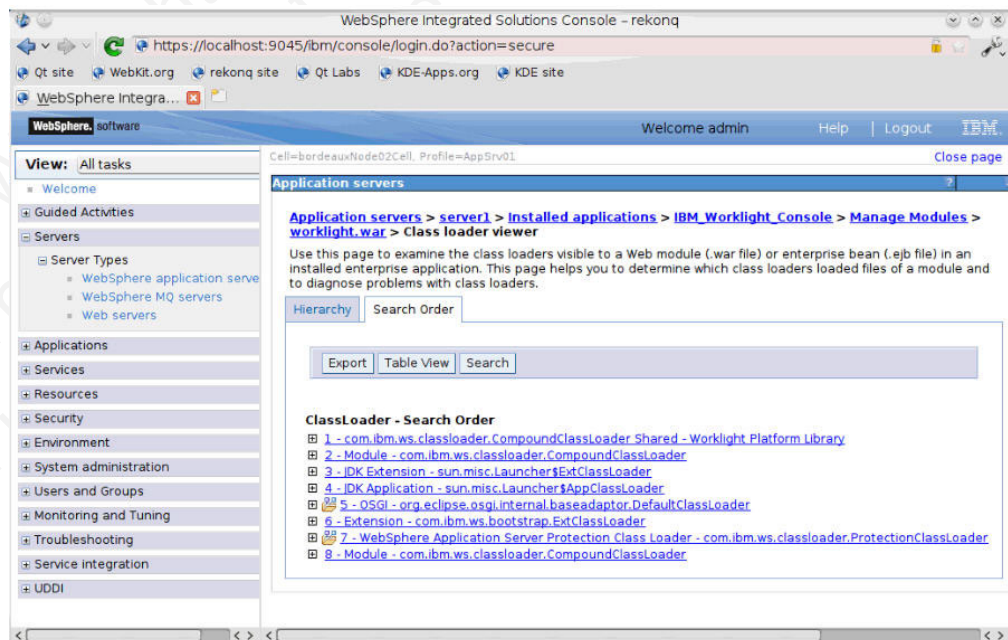 WebSphere Integrated Solutions Console – rekonq
https://localhost:9045/ibm/console/login.do?action=secure
Qt site WebKit.org rekonq site Qt Labs KDE-Apps.org KDE site
WebSphere Integra...
WebSphere. software Welcome admin Help | Logout IBM.
View: All tasks
Welcome
Guided Activities
Servers
Server Types
WebSphere application serve
WebSphere MQ servers
Web servers
Applications
Services
Resources
Security
Environment
System administration
Users and Groups
Monitoring and Tuning
Troubleshooting
Service integration
UDDI
Cell=bordeauxNode02Cell, Profile=AppSrv01 Close page
Application servers ?
Application servers > server1 > Installed applications > IBM_Worklight_Console > Manage Modules >
worklight.war > Class loader viewer
Use this page to examine the class loaders visible to a Web module (.war file) or enterprise bean (.ejb file) in an
installed enterprise application. This page helps you to determine which class loaders loaded files of a module and
to diagnose problems with class loaders.
Hierarchy Search Order
Export Table View Search
ClassLoader - Search Order
1 - com.ibm.ws.classloader.CompoundClassLoader Shared - Worklight Platform Library
2 - Module - com.ibm.ws.classloader.CompoundClassLoader
3 - JDK Extension - sun.misc.Launcher$ExtClassLoader
4 - JDK Application - sun.misc.Launcher$AppClassLoader
5 - OSGI - org.eclipse.osgi.internal.baseadaptor.DefaultClassLoader
6 - Extension - com.ibm.ws.bootstrap.ExtClassLoader
7 - WebSphere Application Server Protection Class Loader - com.ibm.ws.classloader.ProtectionClassLoader
8 - Module - com.ibm.ws.classloader.CompoundClassLoader